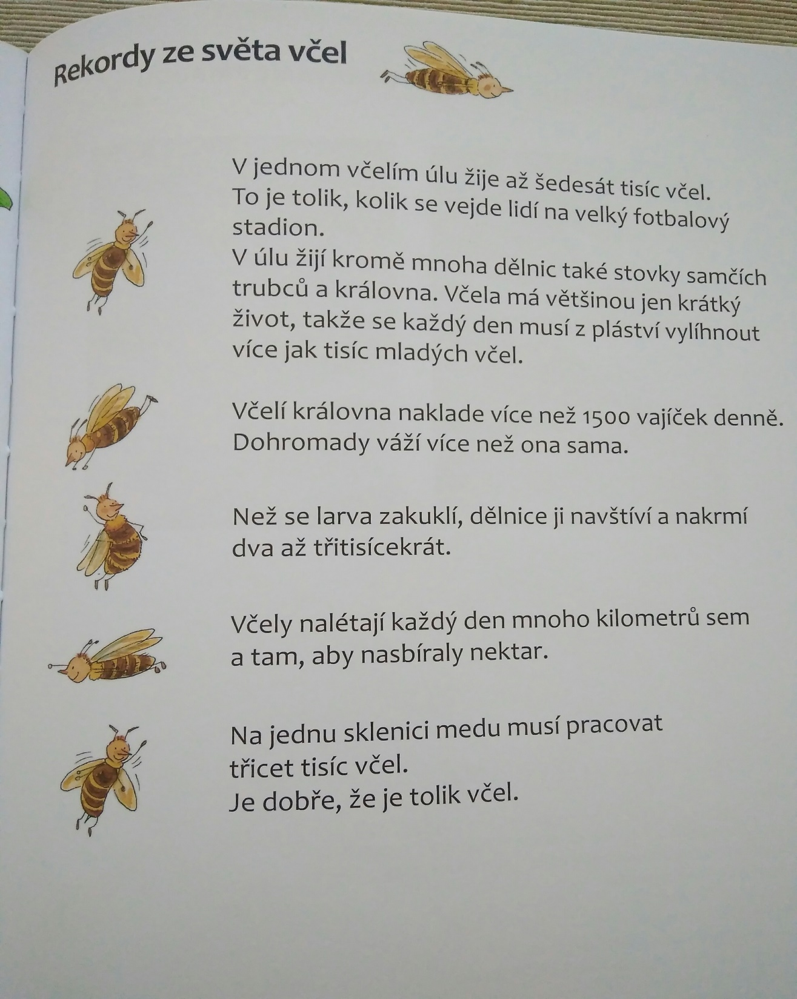 Rekordy ze světa včel
V jednom včelím úlu žije až šedesát tisíc včel.
To je tolik, kolik se vejde lidí na velký fotbalový
stadion.
V úlu žijí kromě mnoha dělnic také stovky samčích
trubců a královna. Včela má většinou jen krátký
život, takže se každý den musí z pláství vylíhnout
více jak tisíc mladých včel.
Včelí královna naklade více než 1500 vajíček denně.
Dohromady váží více než ona sama.
Než se larva zakuklí, dělnice ji navštíví a nakrmí
dva až třitisícekrát.
Včely nalétají každý den mnoho kilometrů sem
a tam, aby nasbíraly nektar.
Na jednu sklenici medu musí pracovat
třicet tisíc včel.
Je dobře, že je tolik včel.